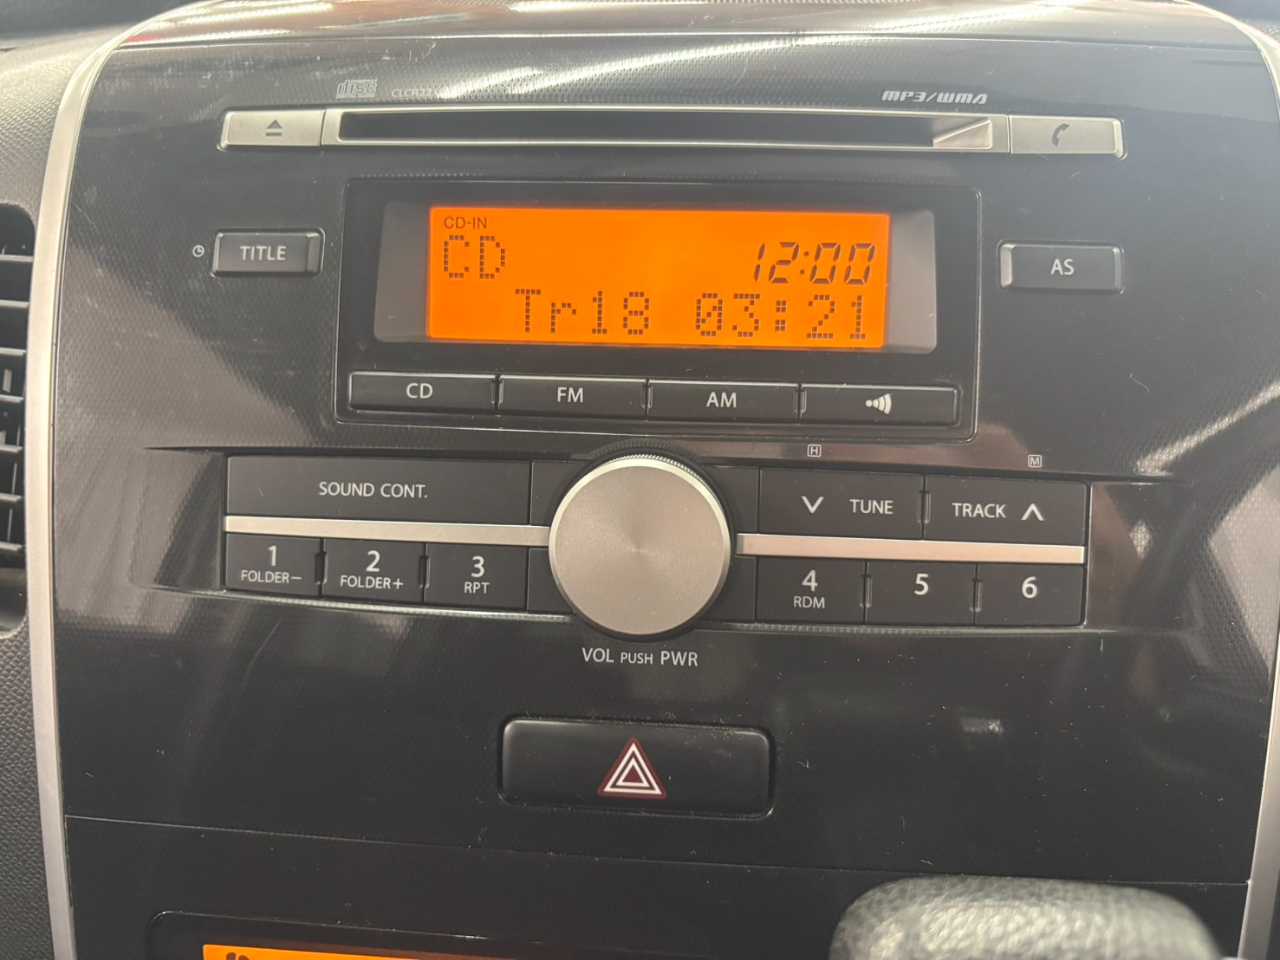 disc
MP3/WMA
TITLE
CD-IN
CD 12:00
Tr18 03:21
AS
CD FM AM
H
M
SOUND CONT.
TUNE TRACK
1 2 3
FOLDER− FOLDER+ RPT
4 5 6
RDM
VOL PUSH PWR